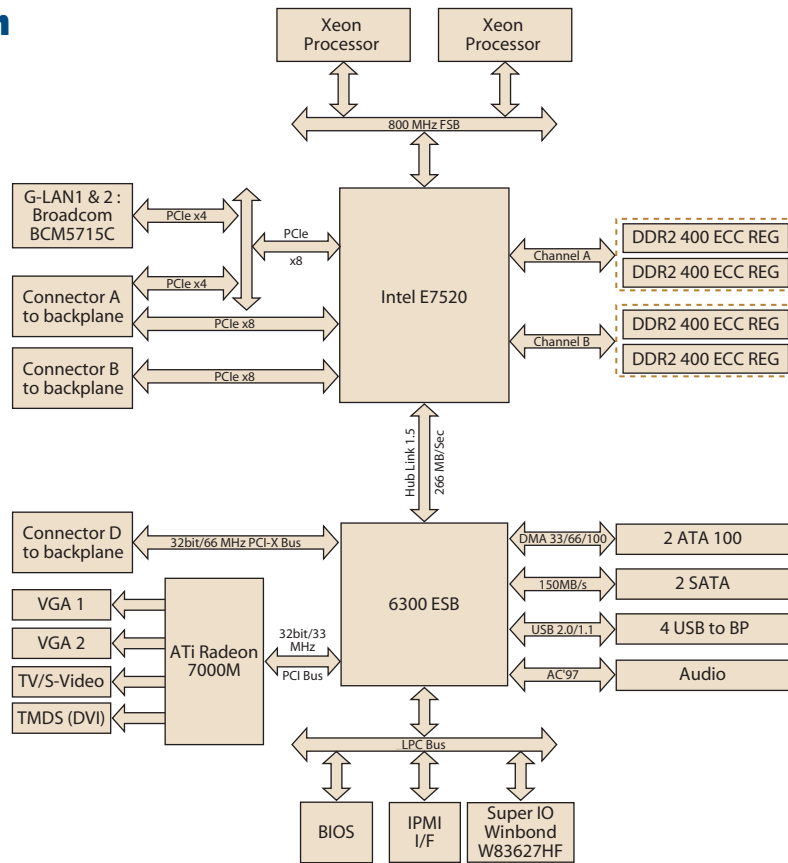 n
Xeon
Processor
Xeon
Processor
800 MHz FSB
G-LAN1 & 2 :
Broadcom
BCM5715C
PCIe x4
PCIe
x8
Connector A
to backplane
PCIe x4
PCIe x8
Connector B
to backplane
PCIe x8
Intel E7520
Channel A
DDR2 400 ECC REG
DDR2 400 ECC REG
Channel B
DDR2 400 ECC REG
DDR2 400 ECC REG
Hub Link 1.5
266 MB/Sec
Connector D
to backplane
32bit/66 MHz PCI-X Bus
6300 ESB
DMA 33/66/100
2 ATA 100
150MB/s
2 SATA
USB 2.0/1.1
4 USB to BP
AC'97
Audio
VGA 1
VGA 2
TV/S-Video
TMDS (DVI)
ATi Radeon
7000M
32bit/33
MHz
PCI Bus
LPC Bus
BIOS
IPMI
I/F
Super IO
Winbond
W83627HF